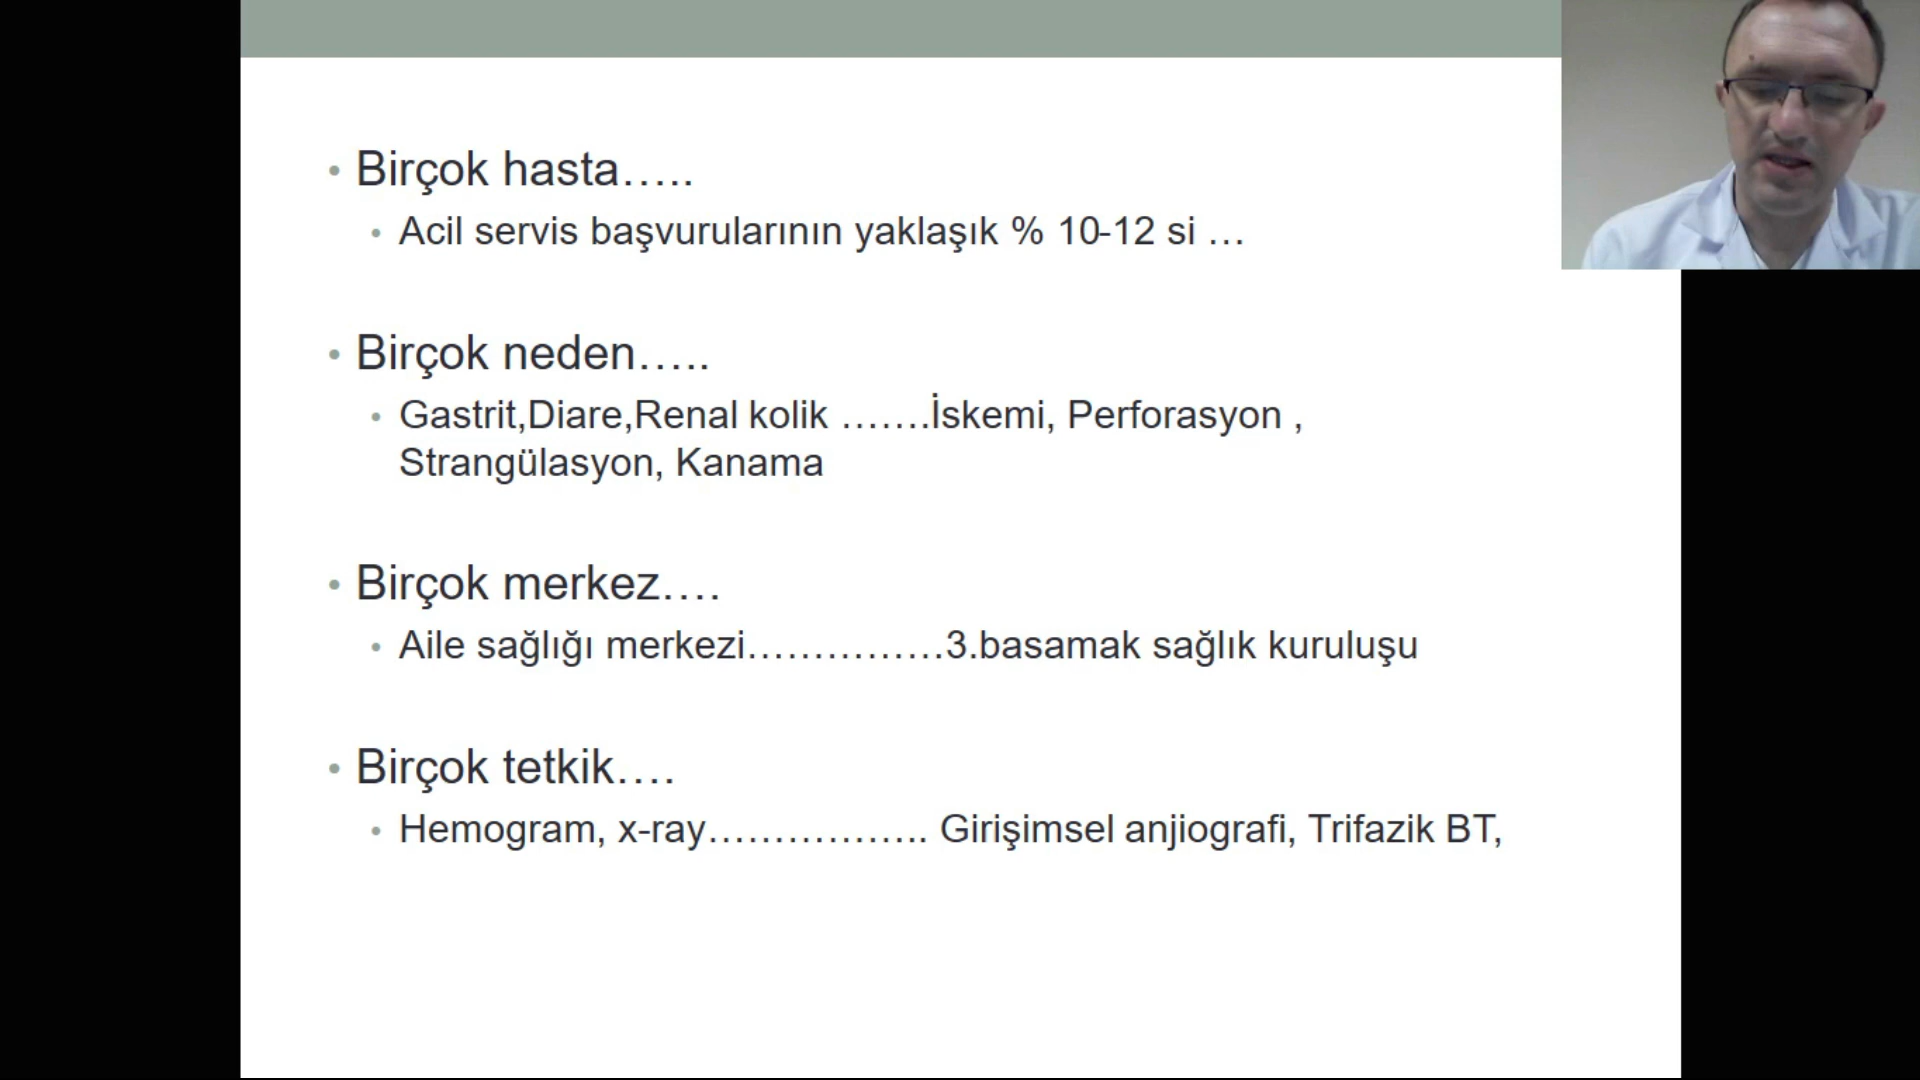 • Birçok hasta…..
• Acil servis başvurularının yaklaşık % 10-12 si …
• Birçok neden…..
• Gastrit,Diare,Renal kolik …….İskemi, Perforasyon ,
Strangülasyon, Kanama
• Birçok merkez….
• Aile sağlığı merkezi……………3.basamak sağlık kuruluşu
• Birçok tetkik….
• Hemogram, x-ray…………….. Girişimsel anjiografi, Trifazik BT,